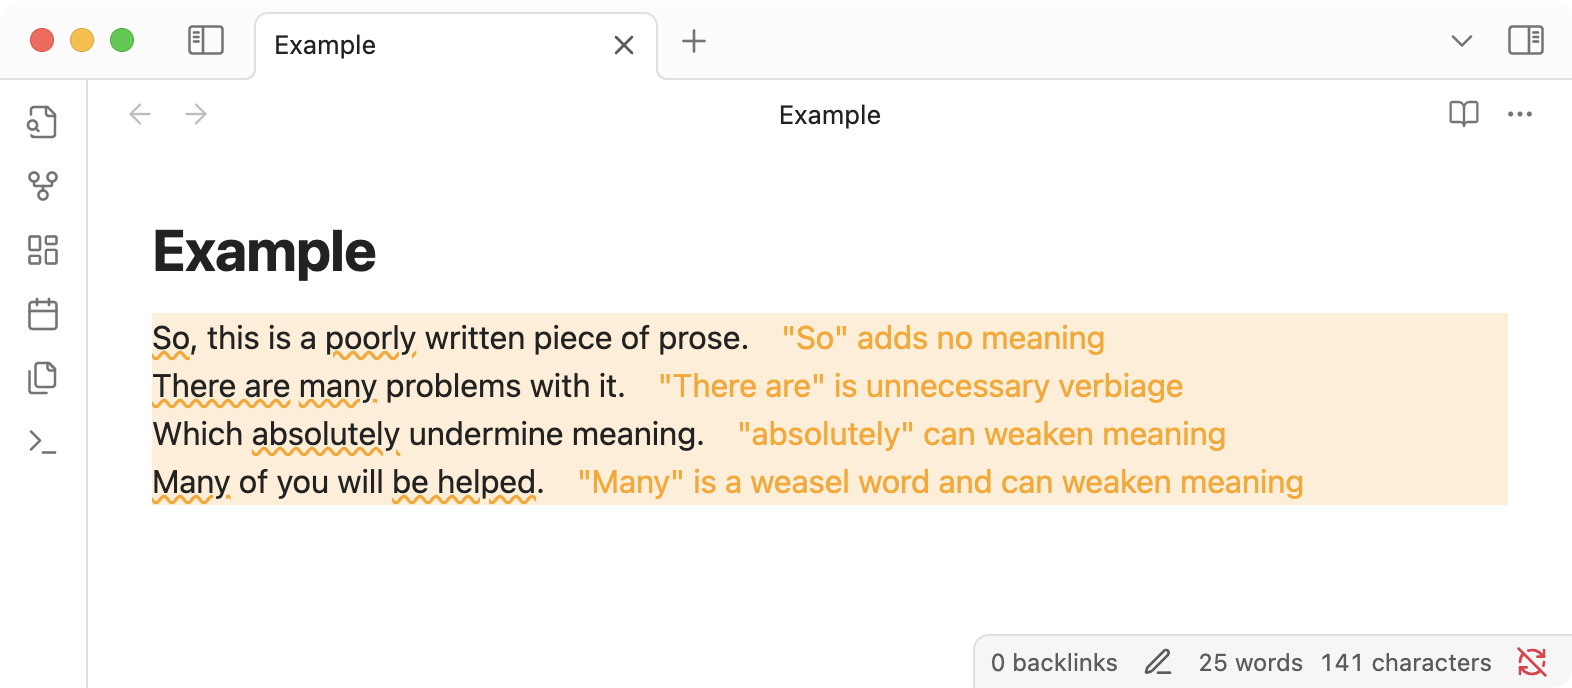 Example
Example
Example
So, this is a poorly written piece of prose. "So" adds no meaning
There are many problems with it. "There are" is unnecessary verbiage
Which absolutely undermine meaning. "absolutely" can weaken meaning
Many of you will be helped. "Many" is a weasel word and can weaken meaning
0 backlinks 25 words 141 characters